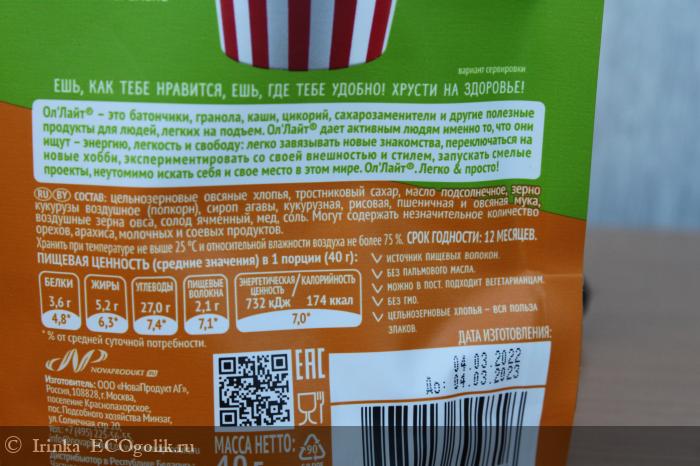 вариант сервировки
ЕШЬ, КАК ТЕБЕ НРАВИТСЯ, ЕШЬ, ГДЕ ТЕБЕ УДОБНО! ХРУСТИ НА ЗДОРОВЬЕ!
Ол'Лайт® – это батончики, гранола, каши, цикорий, сахарозаменители и другие полезные
продукты для людей, легких на подъем. Ол'Лайт® дает активным людям именно то, что они
ищут – энергию, легкость и свободу: легко завязывать новые знакомства, переключаться на
новые хобби, экспериментировать со своей внешностью и стилем, запускать смелые
проекты, неутомимо искать себя и свое место в этом мире. Ол'Лайт®. Легко & просто!
RU BY СОСТАВ: цельнозерновые овсяные хлопья, тростниковый сахар, масло подсолнечное, зерно
кукурузы воздушное (попкорн), сироп агавы, кукурузная, рисовая, пшеничная и овсяная мука,
воздушные зерна овса, солод ячменный, мед, соль. Могут содержать незначительное количество
орехов, арахиса, молочных и соевых продуктов.
Хранить при температуре не выше 25 °С и относительной влажности воздуха не более 75 %. СРОК ГОДНОСТИ: 12 МЕСЯЦЕВ.
ПИЩЕВАЯ ЦЕННОСТЬ (средние значения) в 1 порции (40 г):
БЕЛКИ
3,6 г
4,8*
ЖИРЫ
5,2 г
6,3*
УГЛЕВОДЫ
27,0 г
7,4*
ПИЩЕВЫЕ
ВОЛОКНА
2,1 г
7,1*
ЭНЕРГЕТИЧЕСКАЯ
ЦЕННОСТЬ
/КАЛОРИЙНОСТЬ
732 кДж
174 ккал
7,0*
* % от средней суточной потребности.
✓ ИСТОЧНИК ПИЩЕВЫХ ВОЛОКОН.
✓ БЕЗ ПАЛЬМОВОГО МАСЛА.
✓ МОЖНО В ПОСТ. ПОДХОДИТ ВЕГЕТАРИАНЦАМ.
✓ БЕЗ ГМО.
✓ ЦЕЛЬНОЗЕРНОВЫЕ ХЛОПЬЯ – ВСЯ ПОЛЬЗА
ЗЛАКОВ.
NOVAPRODUKT RU
Изготовитель: ООО «НоваПродукт АГ»,
Россия, 108828, г. Москва,
поселение Краснопахорское,
пос. Подсобного хозяйства Минзаг,
ул. Солнечная стр. 20.
EAC
МАССА НЕТТО:
ДАТА ИЗГОТОВЛЕНИЯ:
04.03.2022
До: 04.03.2023
Irinka ECOgolik.ru